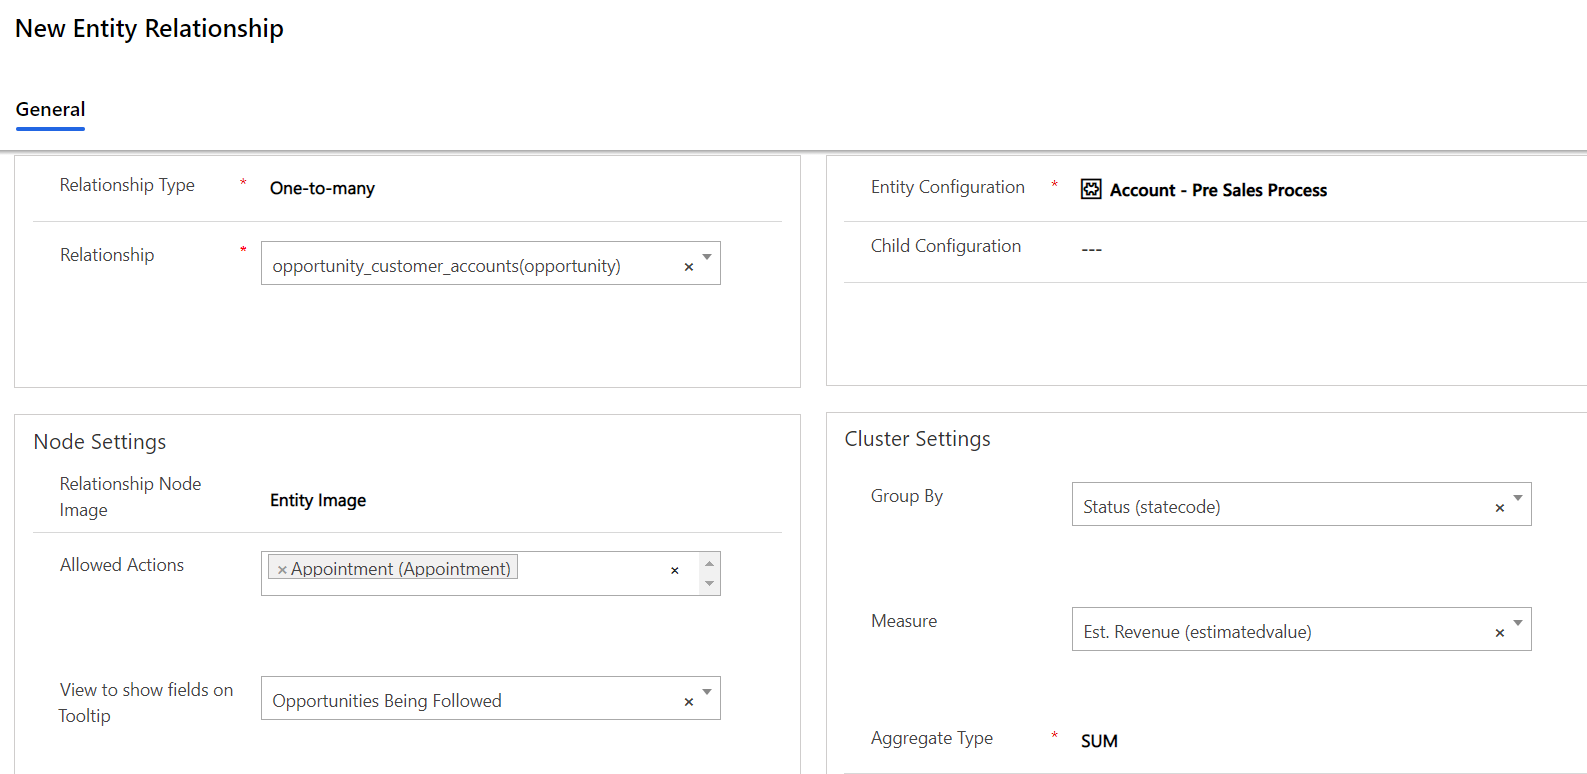 New Entity Relationship
General
Relationship Type * One-to-many
Relationship * opportunity_customer_accounts(opportunity) ×
Entity Configuration * Account - Pre Sales Process
Child Configuration ---
Node Settings
Relationship Node
Image
Entity Image
Allowed Actions × Appointment (Appointment) ×
View to show fields on
Tooltip
Opportunities Being Followed ×
Cluster Settings
Group By Status (statecode) ×
Measure Est. Revenue (estimatedvalue) ×
Aggregate Type * SUM